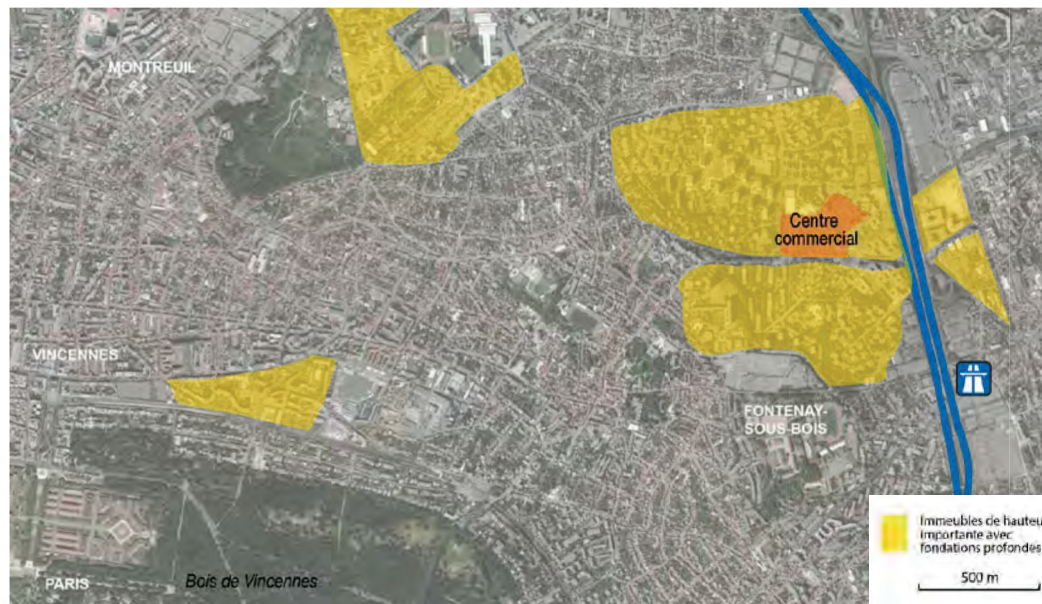 MONTREUIL
Centre
commercial
VINCENNES
FONTENAY-
SOUS-BOIS
Immeubles de hauteur
importante avec
fondations profondes
500 m
PARIS
Bois de Vincennes